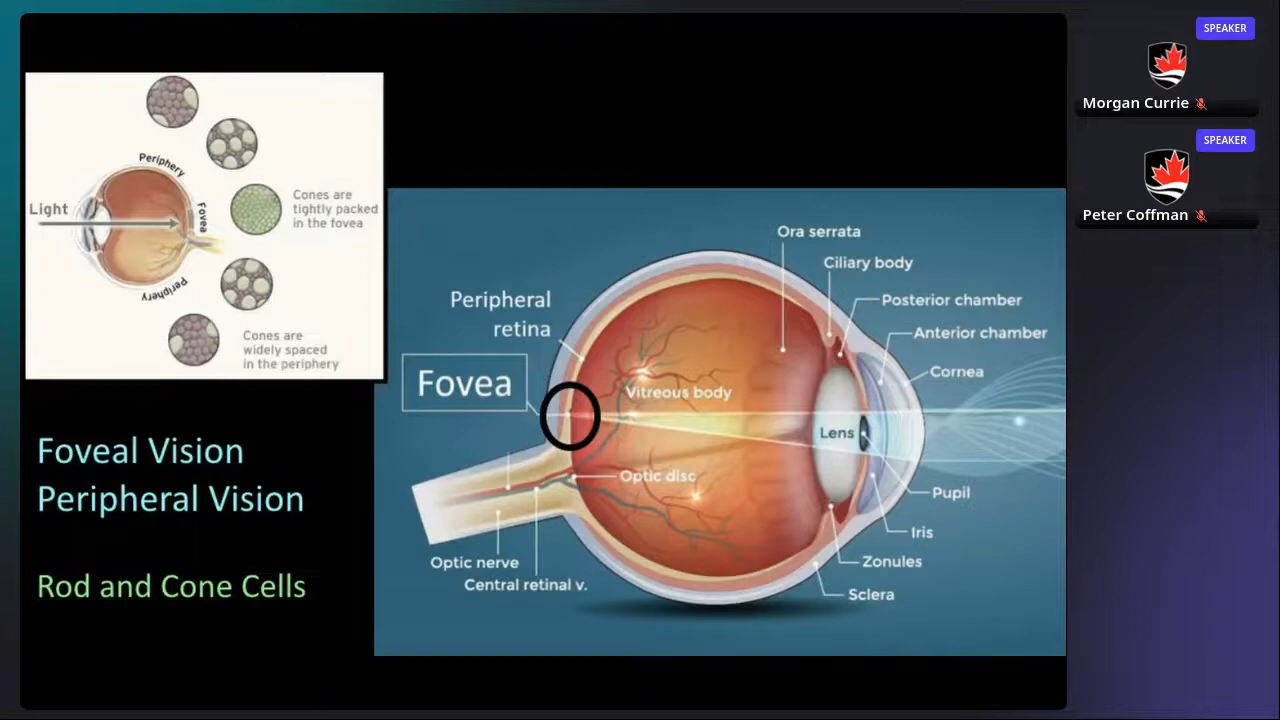 Periphery
Light
Fovea
Periphery
Cones are
tightly packed
in the fovea
Cones are
widely spaced
in the periphery
Foveal Vision
Peripheral Vision
Rod and Cone Cells
Ora serrata
Ciliary body
Posterior chamber
Anterior chamber
Cornea
Peripheral
retina
Fovea
Vitreous body
Lens
Optic disc
Pupil
Iris
Zonules
Sclera
Optic nerve
Central retinal v.
SPEAKER
Morgan Currie
SPEAKER
Peter Coffman